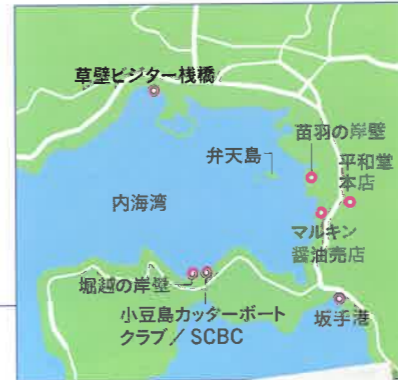 草壁ビジター桟橋
苗羽の岸壁
弁天島
平和堂
本店
内海湾
マルキン
醤油売店
堀越の岸壁
小豆島カッターボート
クラブ / SCBC
坂手港